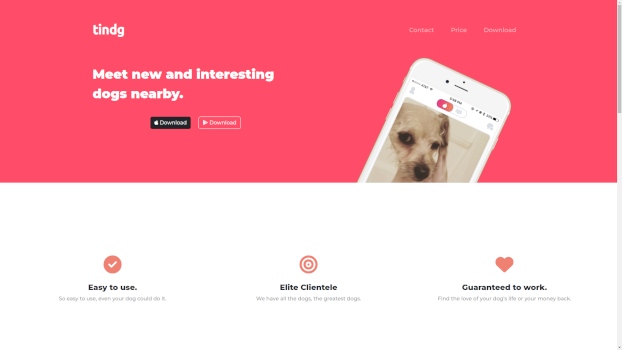 tindg
Contact Price Download
Meet new and interesting
dogs nearby.
Download Download
Easy to use.
So easy to use, even your dog could do it.
Elite Clientele
We have all the dogs, the greatest dogs.
Guaranteed to work.
Find the love of your dog's life or your money back.